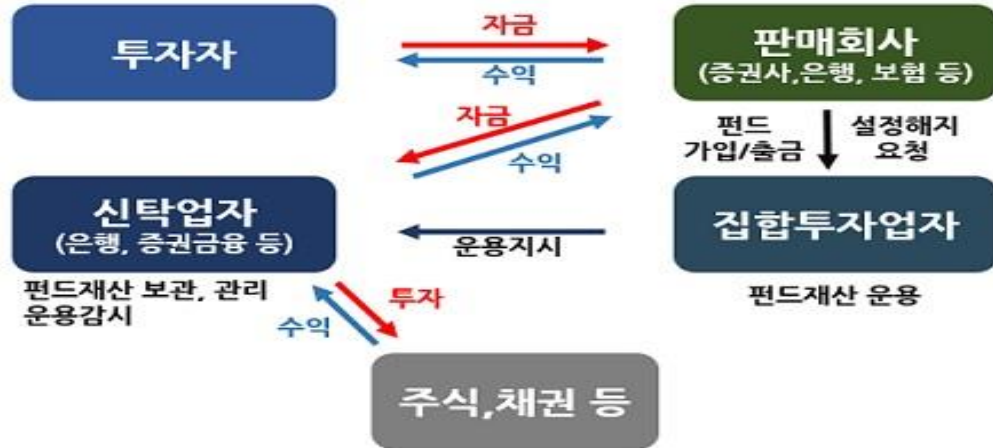 투자자
자금
수익
판매회사
(증권사,은행, 보험 등)
자금
수익
펀드
가입/출금
설정해지
요청
신탁업자
(은행, 증권금융 등)
운용지시
집합투자업자
펀드재산 보관, 관리
운용감시
펀드재산 운용
투자
수익
주식,채권 등